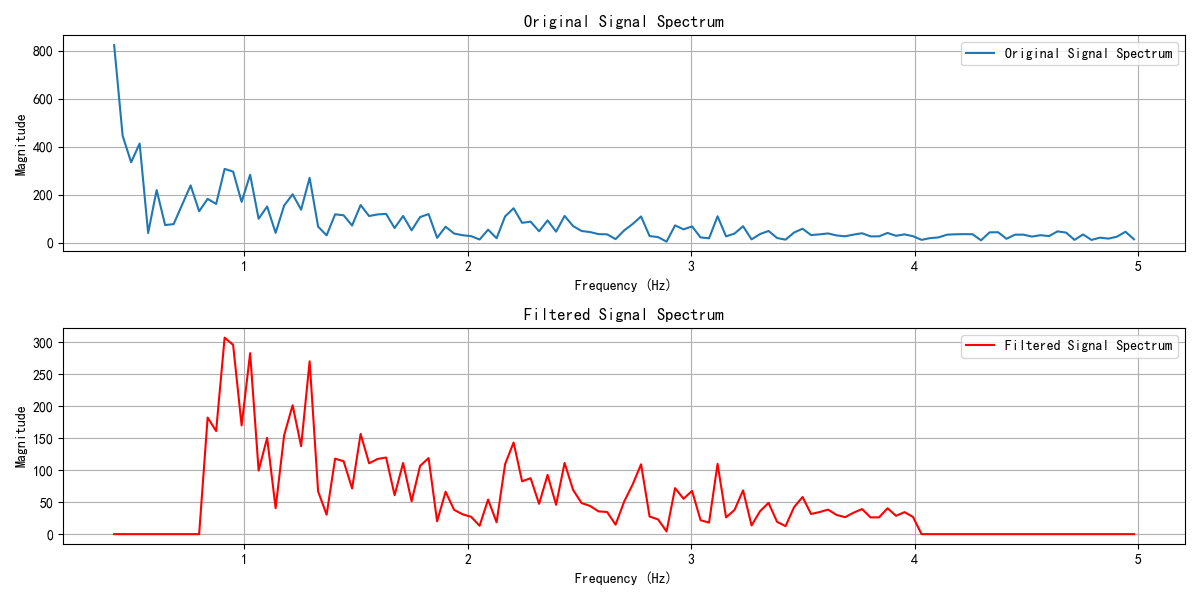 Original Signal Spectrum
Original Signal Spectrum
Magnitude
800
600
400
200
0
1
2
3
4
5
Frequency (Hz)
Filtered Signal Spectrum
Filtered Signal Spectrum
Magnitude
300
250
200
150
100
50
0
1
2
3
4
5
Frequency (Hz)